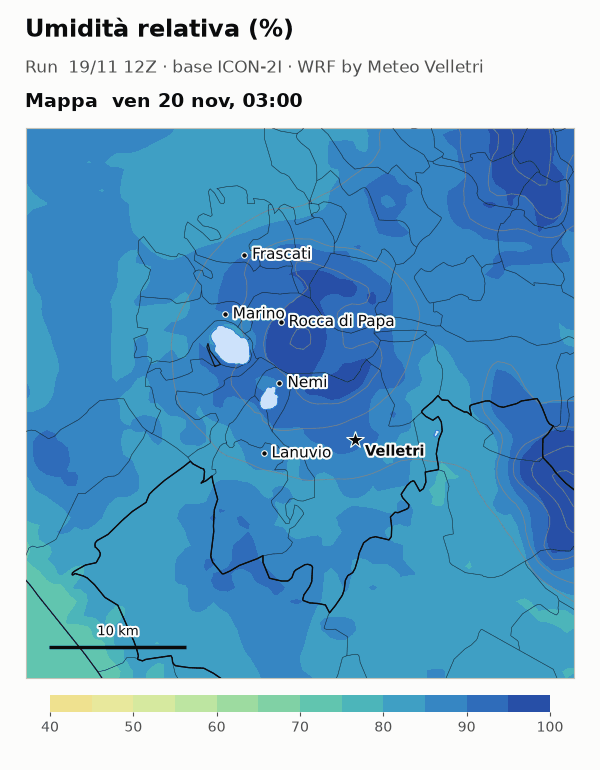 Umidità relativa (%)
Run  19/11 12Z · base ICON-2I · WRF by Meteo Velletri
Mappa  ven 20 nov, 03:00
Frascati
Marino
Rocca di Papa
Nemi
Velletri
Lanuvio
10 km
40 50 60 70 80 90 100